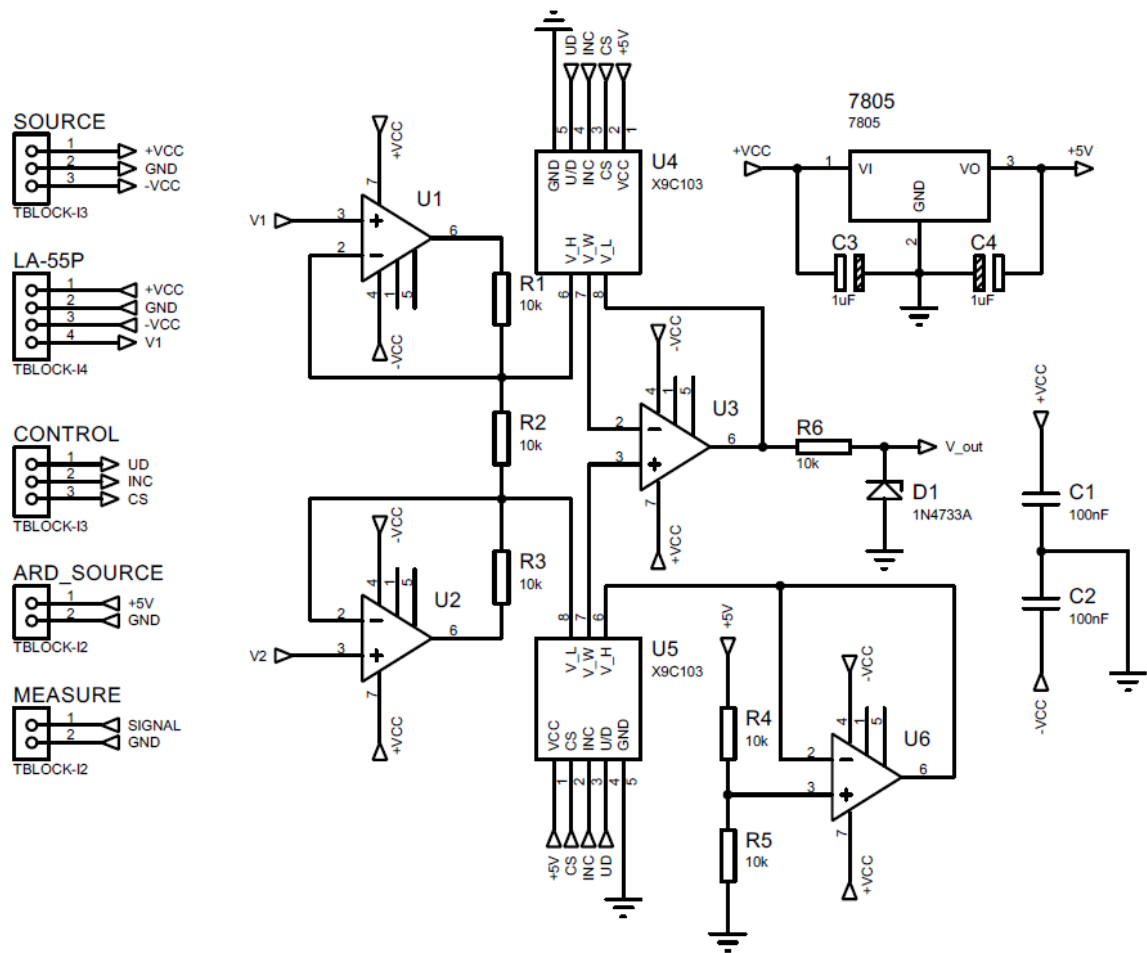 SOURCE
1 +VCC
2 GND
3 -VCC
TBLOCK-I3
LA-55P
1 +VCC
2 GND
3 -VCC
4 V1
TBLOCK-I4
CONTROL
1 UD
2 INC
3 CS
TBLOCK-I3
ARD_SOURCE
1 +5V
2 GND
TBLOCK-I2
MEASURE
1 SIGNAL
2 GND
TBLOCK-I2
+VCC
7
U1
V1
3
+
2
−
6
4
1
5
-VCC
R1
10k
R2
10k
R3
10k
-VCC
4
1
5
U2
2
−
V2
3
+
6
7
+VCC
UD
INC
CS
+5V
5
4
3
2
1
GND
U/D
INC
CS
VCC
U4
X9C103
V_H
V_W
V_L
6
7
8
-VCC
4
1
5
U3
2
−
3
+
6
7
+VCC
R6
10k
V_out
D1
1N4733A
8
7
6
V_L
V_W
V_H
U5
X9C103
VCC
CS
INC
U/D
GND
1
2
3
4
5
+5V
CS
INC
UD
+5V
R4
10k
R5
10k
-VCC
4
1
5
U6
2
−
3
+
6
7
+VCC
7805
7805
+VCC
1
VI
VO
3
+5V
GND
2
C3
1uF
C4
1uF
+VCC
C1
100nF
C2
100nF
-VCC